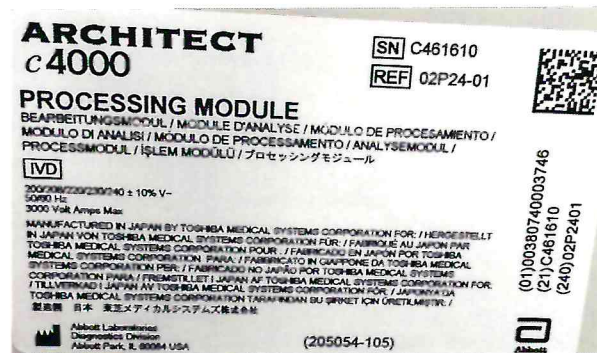 ARCHITECT
c4000
SN C461610
REF 02P24-01
PROCESSING MODULE
BEARBEITUNGSMODUL / MODULE D'ANALYSE / MÓDULO DE PROCESAMIENTO /
MODULO DI ANALISI / MÓDULO DE PROCESSAMENTO / ANALYSEMODUL /
PROCESSMODUL / İŞLEM MODÜLÜ / プロセッシングモジュール
IVD
200/208/220/230/240 ± 10% V~
50/60 Hz
3000 Volt Amps Max
MANUFACTURED IN JAPAN BY TOSHIBA MEDICAL SYSTEMS CORPORATION FOR: / HERGESTELLT
IN JAPAN VON TOSHIBA MEDICAL SYSTEMS CORPORATION FÜR: / FABRIQUÉ AU JAPON PAR
TOSHIBA MEDICAL SYSTEMS CORPORATION POUR: / FABRICADO EN JAPON POR TOSHIBA
MEDICAL SYSTEMS CORPORATION PARA: / FABBRICATO IN GIAPPONE DA TOSHIBA MEDICAL
SYSTEMS CORPORATION PER: / FABRICADO NO JAPÃO POR TOSHIBA MEDICAL SYSTEMS
CORPORATION PARA: / FREMSTILLET I JAPAN AF TOSHIBA MEDICAL SYSTEMS CORPORATION FOR:
/ TILLVERKAD I JAPAN AV TOSHIBA MEDICAL SYSTEMS CORPORATION FÖR: / JAPONYA'DA
TOSHIBA MEDICAL SYSTEMS CORPORATION TARAFINDAN BU ŞİRKET İÇİN ÜRETİLMİŞTİR: /
製造國 日本 東芝メディカルシステムズ株式会社
Abbott Laboratories
Diagnostics Division
Abbott Park, IL 60064 USA
(205054-105)
(01)00380740003746
(21)C461610
(240)02P2401
Abbott